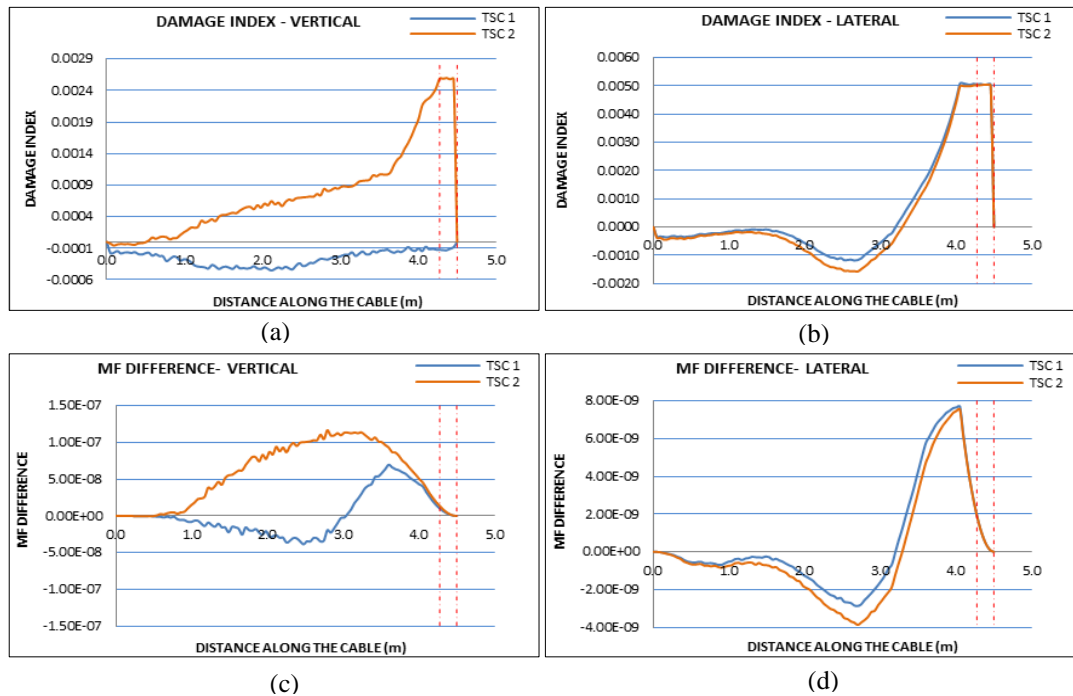 DAMAGE INDEX - VERTICAL
TSC 1
TSC 2
0.0029
0.0024
0.0019
0.0014
0.0009
0.0004
-0.0001
-0.0006
0.0
1.0
2.0
3.0
4.0
5.0
DAMAGE INDEX
DISTANCE ALONG THE CABLE (m)
(a)
DAMAGE INDEX - LATERAL
TSC 1
TSC 2
0.0060
0.0050
0.0040
0.0030
0.0020
0.0010
0.0000
-0.0010
-0.0020
0.0
1.0
2.0
3.0
4.0
5.0
DAMAGE INDEX
DISTANCE ALONG THE CABLE (m)
(b)
MF DIFFERENCE- VERTICAL
TSC 1
TSC 2
1.50E-07
1.00E-07
5.00E-08
0.00E+00
-5.00E-08
-1.00E-07
-1.50E-07
0.0
1.0
2.0
3.0
4.0
5.0
MF DIFFERENCE
DISTANCE ALONG THE CABLE (m)
(c)
MF DIFFERENCE- LATERAL
TSC 1
TSC 2
8.00E-09
6.00E-09
4.00E-09
2.00E-09
0.00E+00
-2.00E-09
-4.00E-09
0.0
1.0
2.0
3.0
4.0
5.0
MF DIFFERENCE
DISTANCE ALONG THE CABLE (m)
(d)